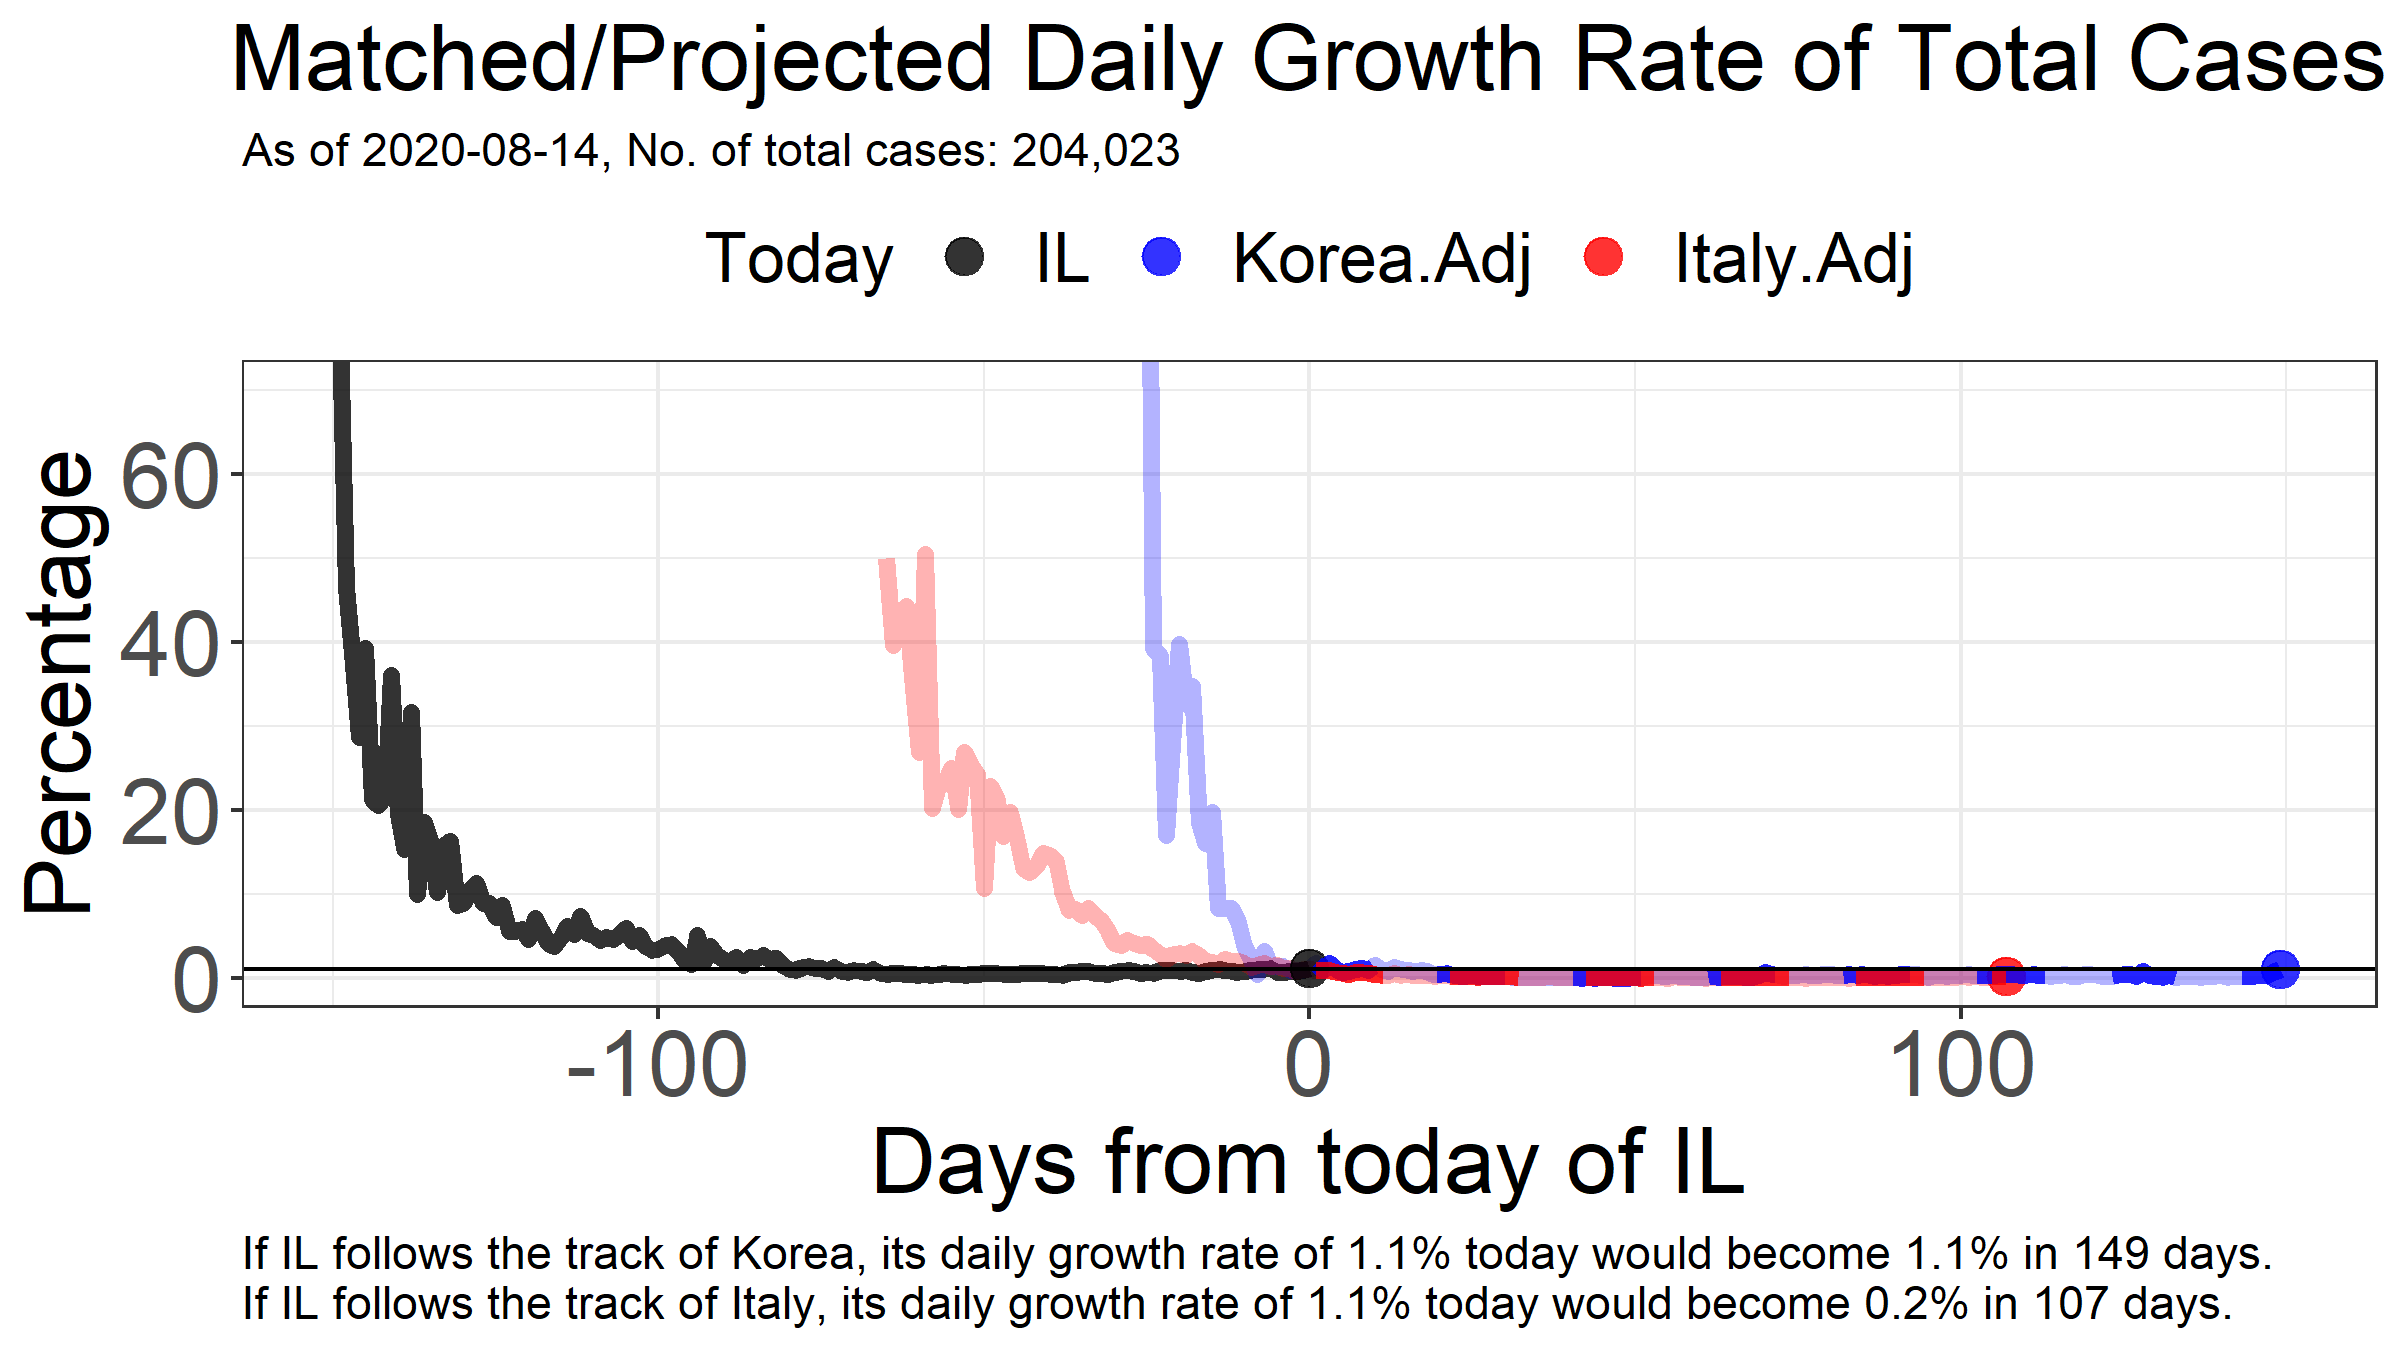 Matched/Projected Daily Growth Rate of Total Cases
As of 2020-08-14, No. of total cases: 204,023
Today IL Korea.Adj Italy.Adj
Percentage
60
40
20
0
-100 0 100
Days from today of IL
If IL follows the track of Korea, its daily growth rate of 1.1% today would become 1.1% in 149 days.
If IL follows the track of Italy, its daily growth rate of 1.1% today would become 0.2% in 107 days.